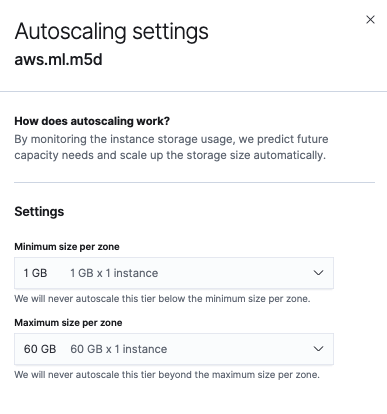 Autoscaling settings
aws.ml.m5d
How does autoscaling work?
By monitoring the instance storage usage, we predict future
capacity needs and scale up the storage size automatically.
Settings
Minimum size per zone
1 GB 1 GB x 1 instance
We will never autoscale this tier below the minimum size per zone.
Maximum size per zone
60 GB 60 GB x 1 instance
We will never autoscale this tier beyond the maximum size per zone.